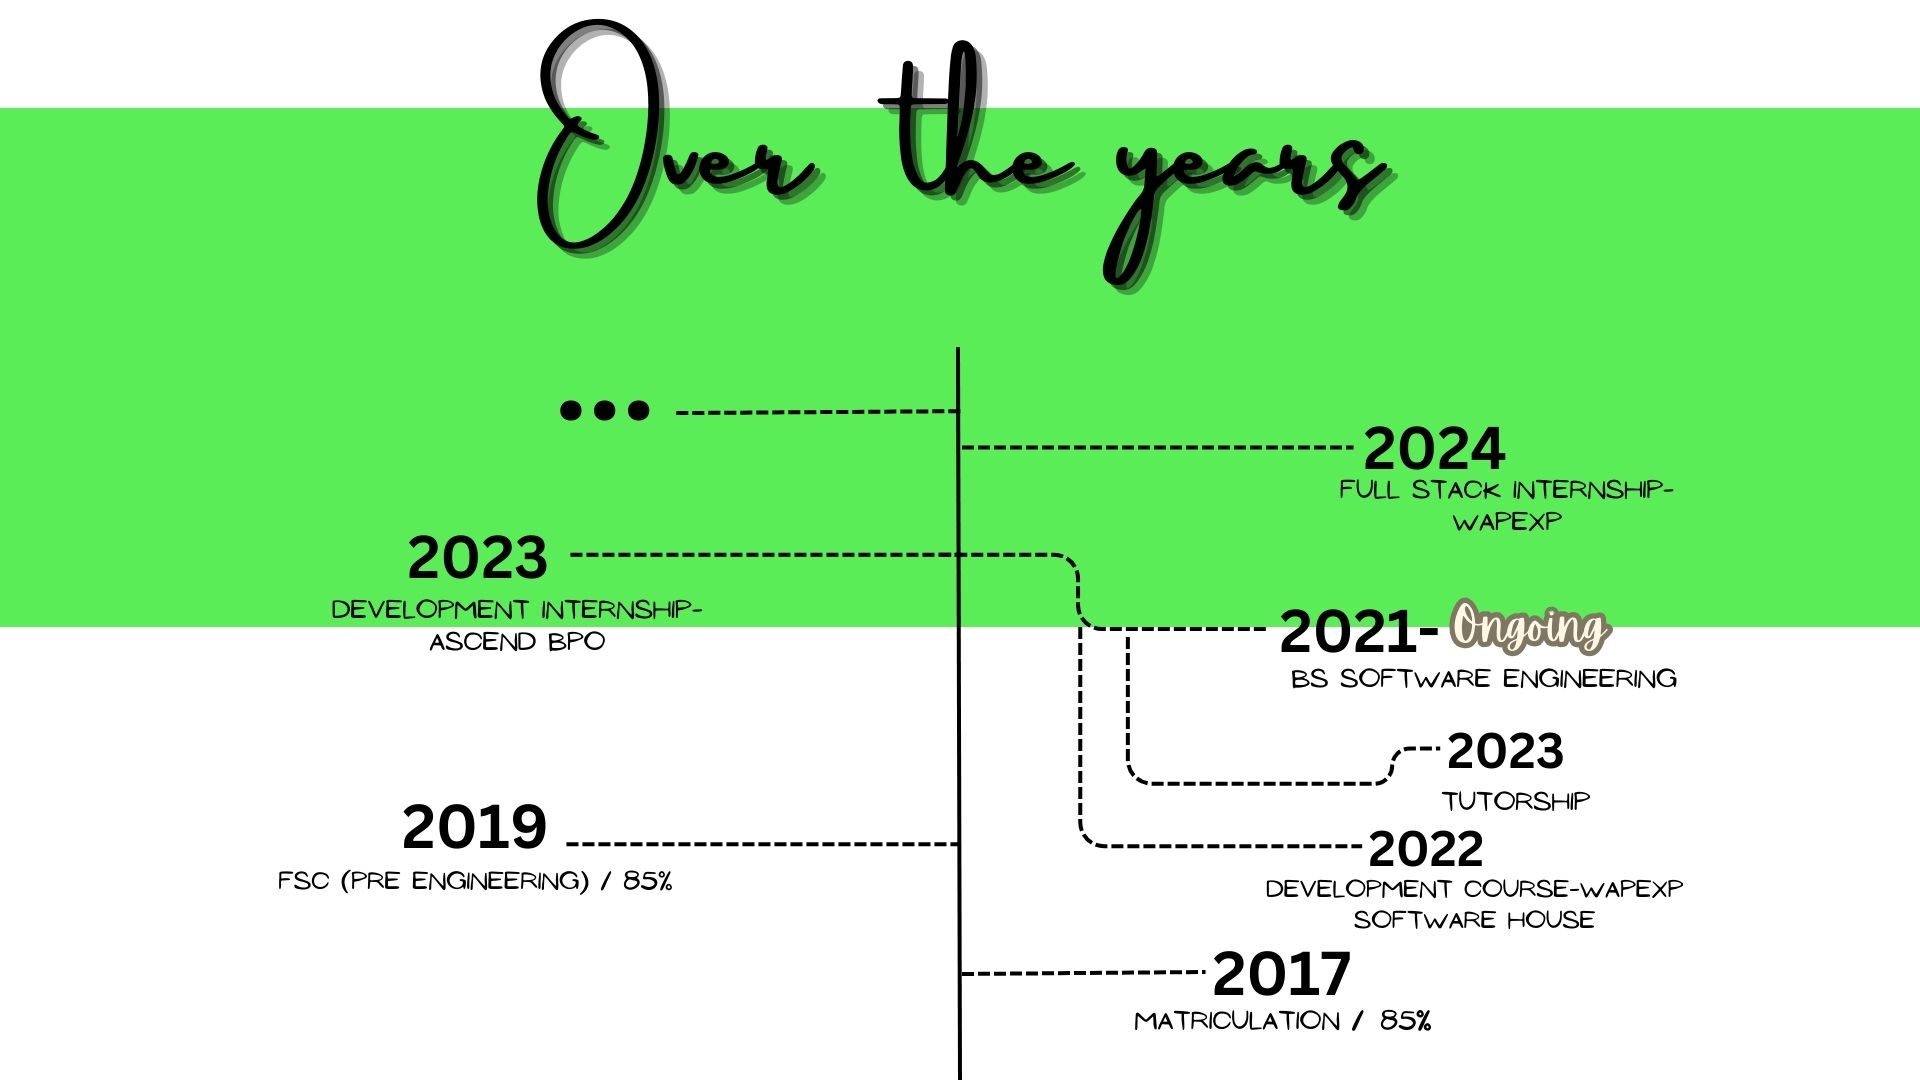 Over the years
2024
FULL STACK INTERNSHIP-
WAPEXP
2023
DEVELOPMENT INTERNSHIP-
ASCEND BPO
2021- Ongoing
BS SOFTWARE ENGINEERING
2023
TUTORSHIP
2019
FSC (PRE ENGINEERING) / 85%
2022
DEVELOPMENT COURSE-WAPEXP
SOFTWARE HOUSE
2017
MATRICULATION / 85%